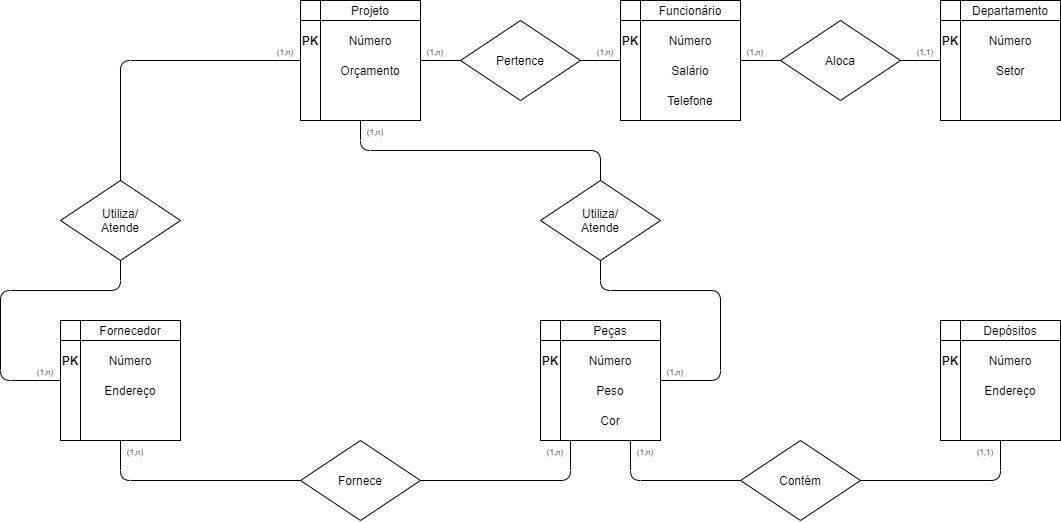 Projeto
PK
Número
Orçamento
(1,n)
(1,n)
Pertence
(1,n)
Funcionário
PK
Número
Salário
Telefone
(1,n)
Aloca
(1,1)
Departamento
PK
Número
Setor
(1,n)
Utiliza/
Atende
Utiliza/
Atende
Fornecedor
PK
Número
Endereço
(1,n)
Peças
PK
Número
Peso
Cor
(1,n)
Depósitos
PK
Número
Endereço
(1,n)
Fornece
(1,n)
(1,n)
Contém
(1,1)